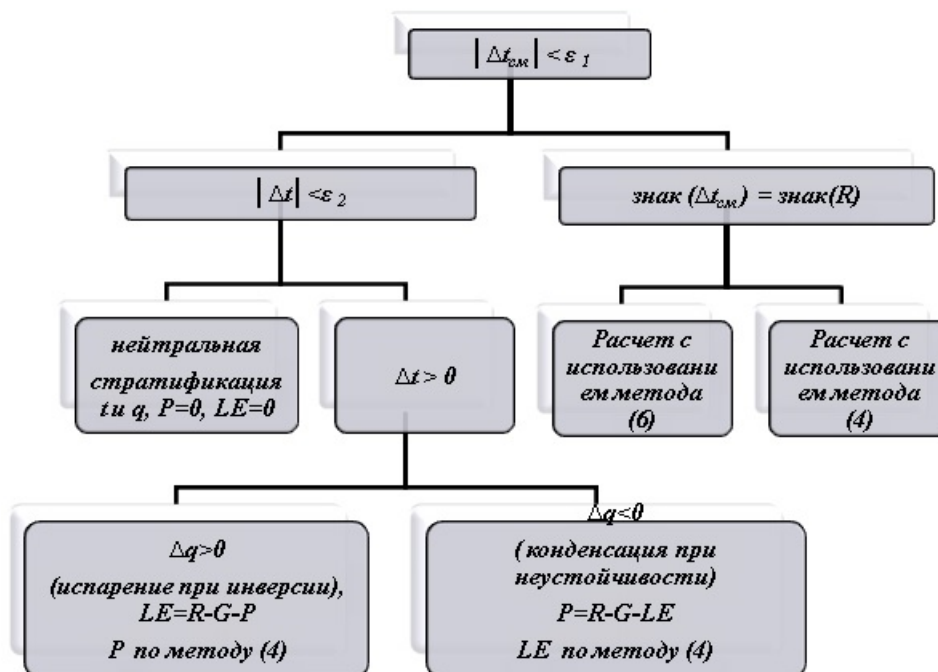 | Δt_см | < ε 1
| Δt | < ε 2
знак (Δt_см) = знак(R)
нейтральная
стратификация
t и q, P=0, LE=0
Δt > 0
Расчет с
использовани
ем метода
(6)
Расчет с
использовани
ем метода
(4)
Δq>0
(испарение при инверсии),
LE=R-G-P
P по методу (4)
Δq<0
(конденсация при
неустойчивости)
P=R-G-LE
LE по методу (4)